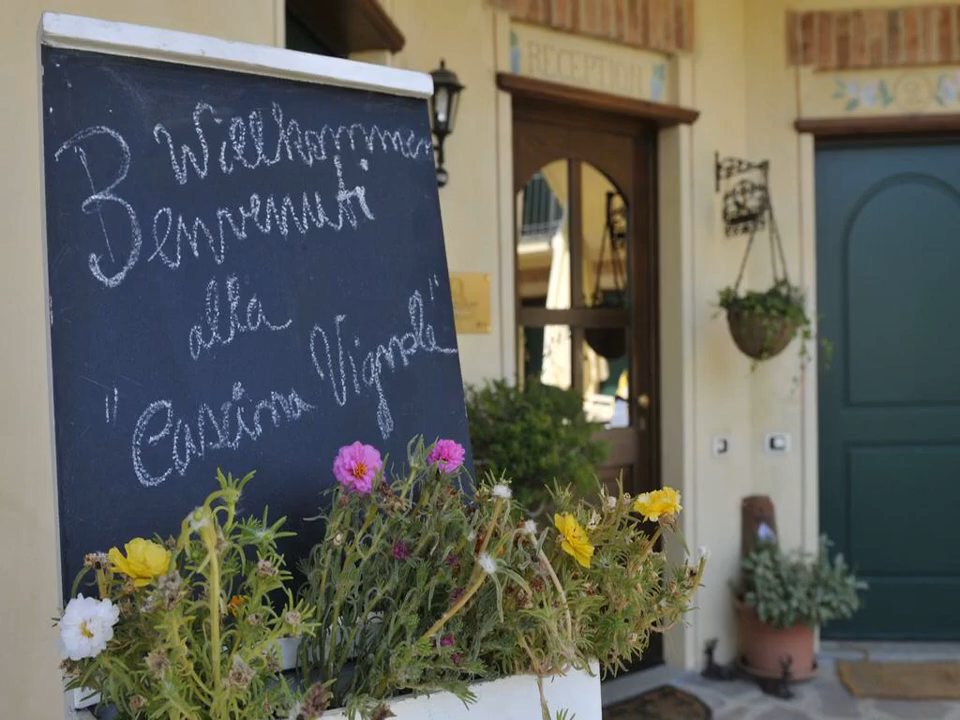 Willkommen
Benvenuti
alla
"Cascina Vignole"
RECEPTION